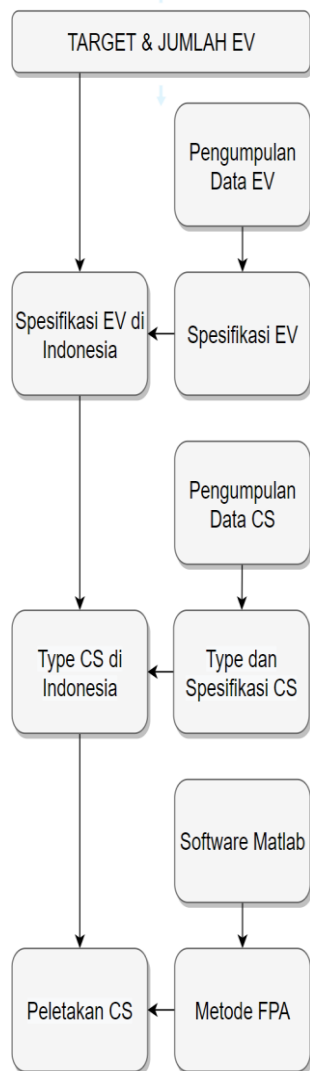 TARGET & JUMLAH EV
Pengumpulan
Data EV
Spesifikasi EV di
Indonesia
Spesifikasi EV
Pengumpulan
Data CS
Type CS di
Indonesia
Type dan
Spesifikasi CS
Software Matlab
Peletakan CS
Metode FPA